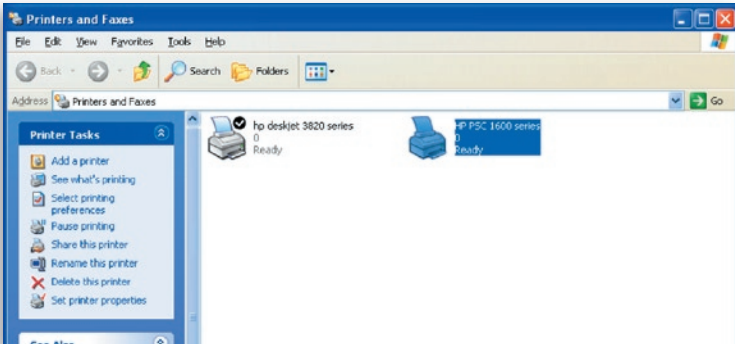 Printers and Faxes
File Edit View Favorites Tools Help
Back Search Folders
Address Printers and Faxes Go
Printer Tasks
Add a printer
See what's printing
Select printing
preferences
Pause printing
Share this printer
Rename this printer
Delete this printer
Set printer properties
hp deskjet 3820 series
0
Ready
HP PSC 1600 series
0
Ready